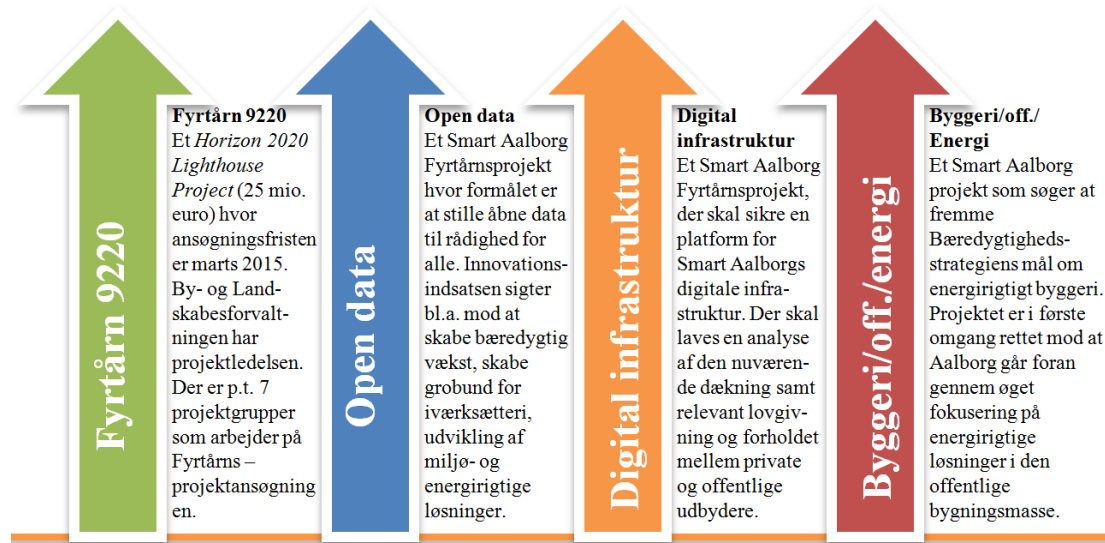 Fyrtårn 9220
Fyrtårn 9220
Et Horizon 2020
Lighthouse
Project (25 mio.
euro) hvor
ansøgningsfristen
er marts 2015.
By- og Land-
skabesforvalt-
ningen har
projektledelsen.
Der er p.t. 7
projektgrupper
som arbejder på
Fyrtårns –
projektansøgning
en.
Open data
Open data
Et Smart Aalborg
Fyrtårnsprojekt
hvor formålet er
at stille åbne data
til rådighed for
alle. Innovations-
indsatsen sigter
bl.a. mod at
skabe bæredygtig
vækst, skabe
grobund for
iværksætteri,
udvikling af
miljø- og
energirigtige
løsninger.
Digital infrastruktur
Digital
infrastruktur
Et Smart Aalborg
Fyrtårnsprojekt,
der skal sikre en
platform for
Smart Aalborgs
digitale infra-
struktur. Der skal
laves en analyse
af den nuværen-
de dækning samt
relevant lovgiv-
ning og forholdet
mellem private
og offentlige
udbydere.
Byggeri/off./energi
Byggeri/off./
Energi
Et Smart Aalborg
projekt som søger at
fremme
Bæredygtigheds-
strategiens mål om
energirigtigt byggeri.
Projektet er i første
omgang rettet mod at
Aalborg går foran
gennem øget
fokusering på
energirigtige
løsninger i den
offentlige
bygningsmasse.